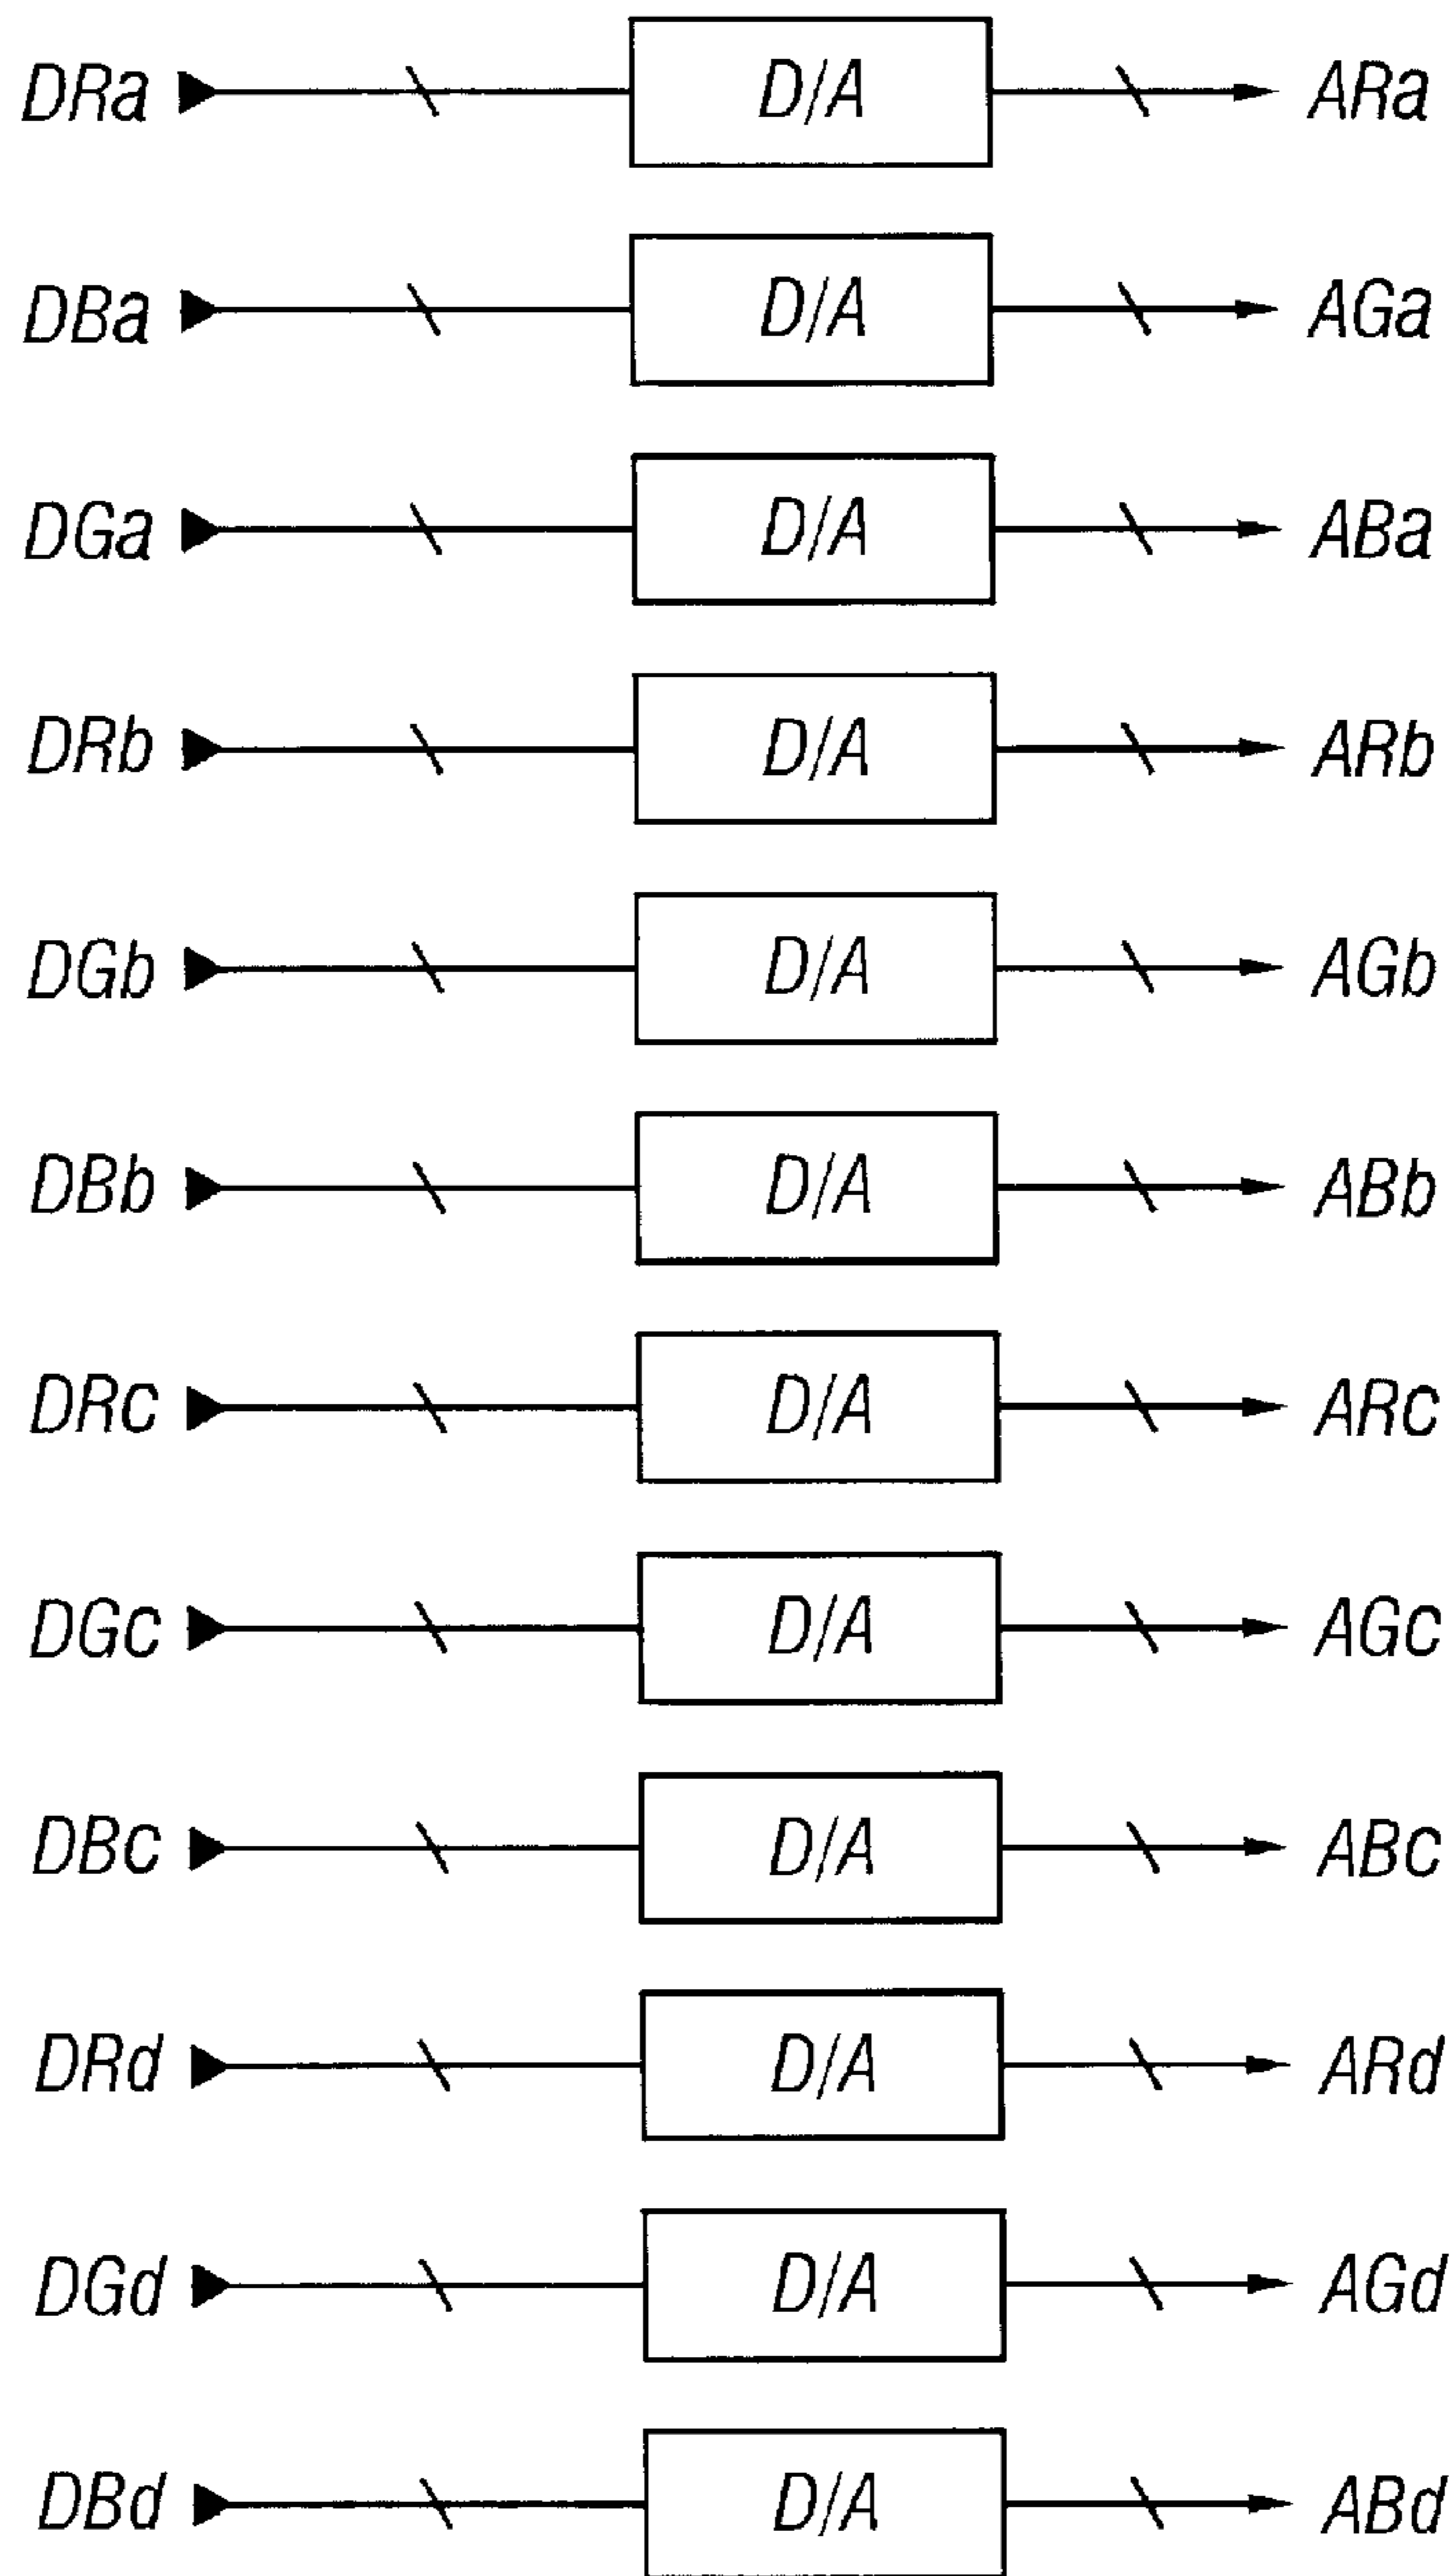 DRa D/A ARa
DBa D/A AGa
DGa D/A ABa
DRb D/A ARb
DGb D/A AGb
DBb D/A ABb
DRc D/A ARc
DGc D/A AGc
DBc D/A ABc
DRd D/A ARd
DGd D/A AGd
DBd D/A ABd